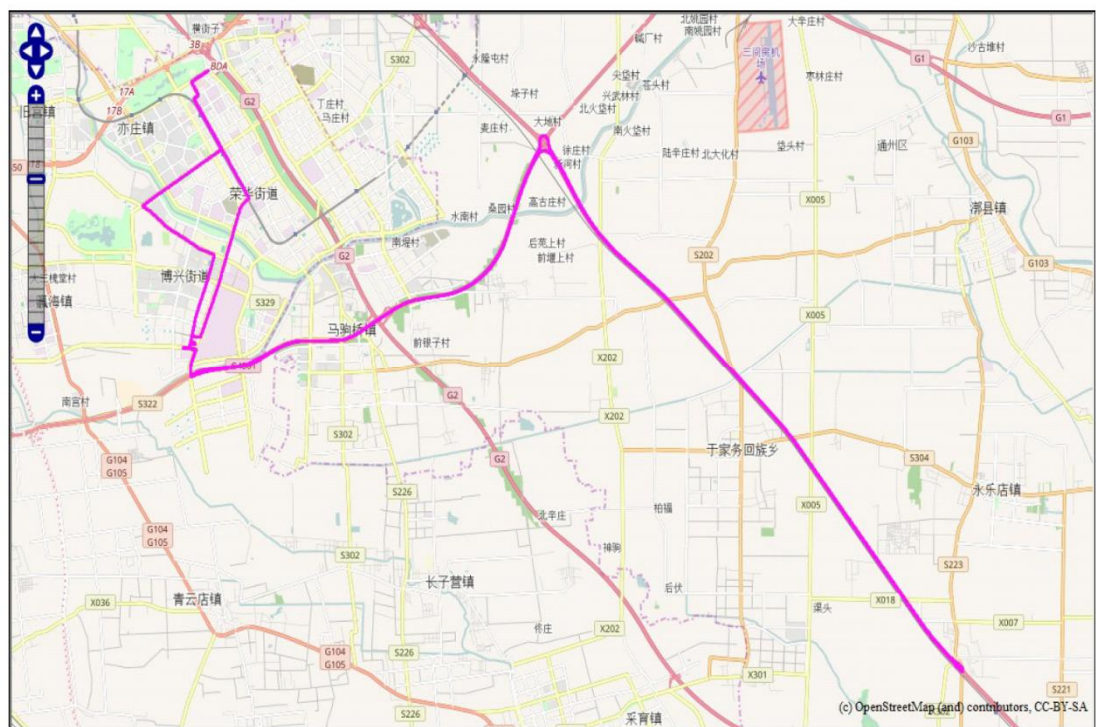 横街子
3B
BDA
17A
17B
旧宫镇
亦庄镇
50
荣华街道
博兴街道
瀛海镇
G2
S302
永隆屯村
丁庄村
马庄村
垛子村
麦庄村
大地村
徐庄村
高古庄村
桑园村
水南村
南堤村
后苑上村
前堰上村
碱厂村
北姚园村
南姚园村
尖垡村
苍头村
兴武林村
北火垡村
南火垡村
陆辛庄村
北大化村
三间房机
场
大辛庄村
枣林庄村
垡头村
通州区
沙古堆村
G1
G1
G103
漷县镇
G103
X005
S202
X005
S329
G2
马驹桥镇
前银子村
G2
X202
X202
S322
南宫村
G104
G105
S302
S226
G2
于家务回族乡
S304
永乐店镇
X005
柏福
北辛庄
神驹
后伏
G104
G105
S302
长子营镇
青云店镇
X036
S223
X018
渠头
X007
佟庄
X202
G104
G105
S226
X301
S221
S226
采育镇
(c) OpenStreetMap (and) contributors, CC-BY-SA